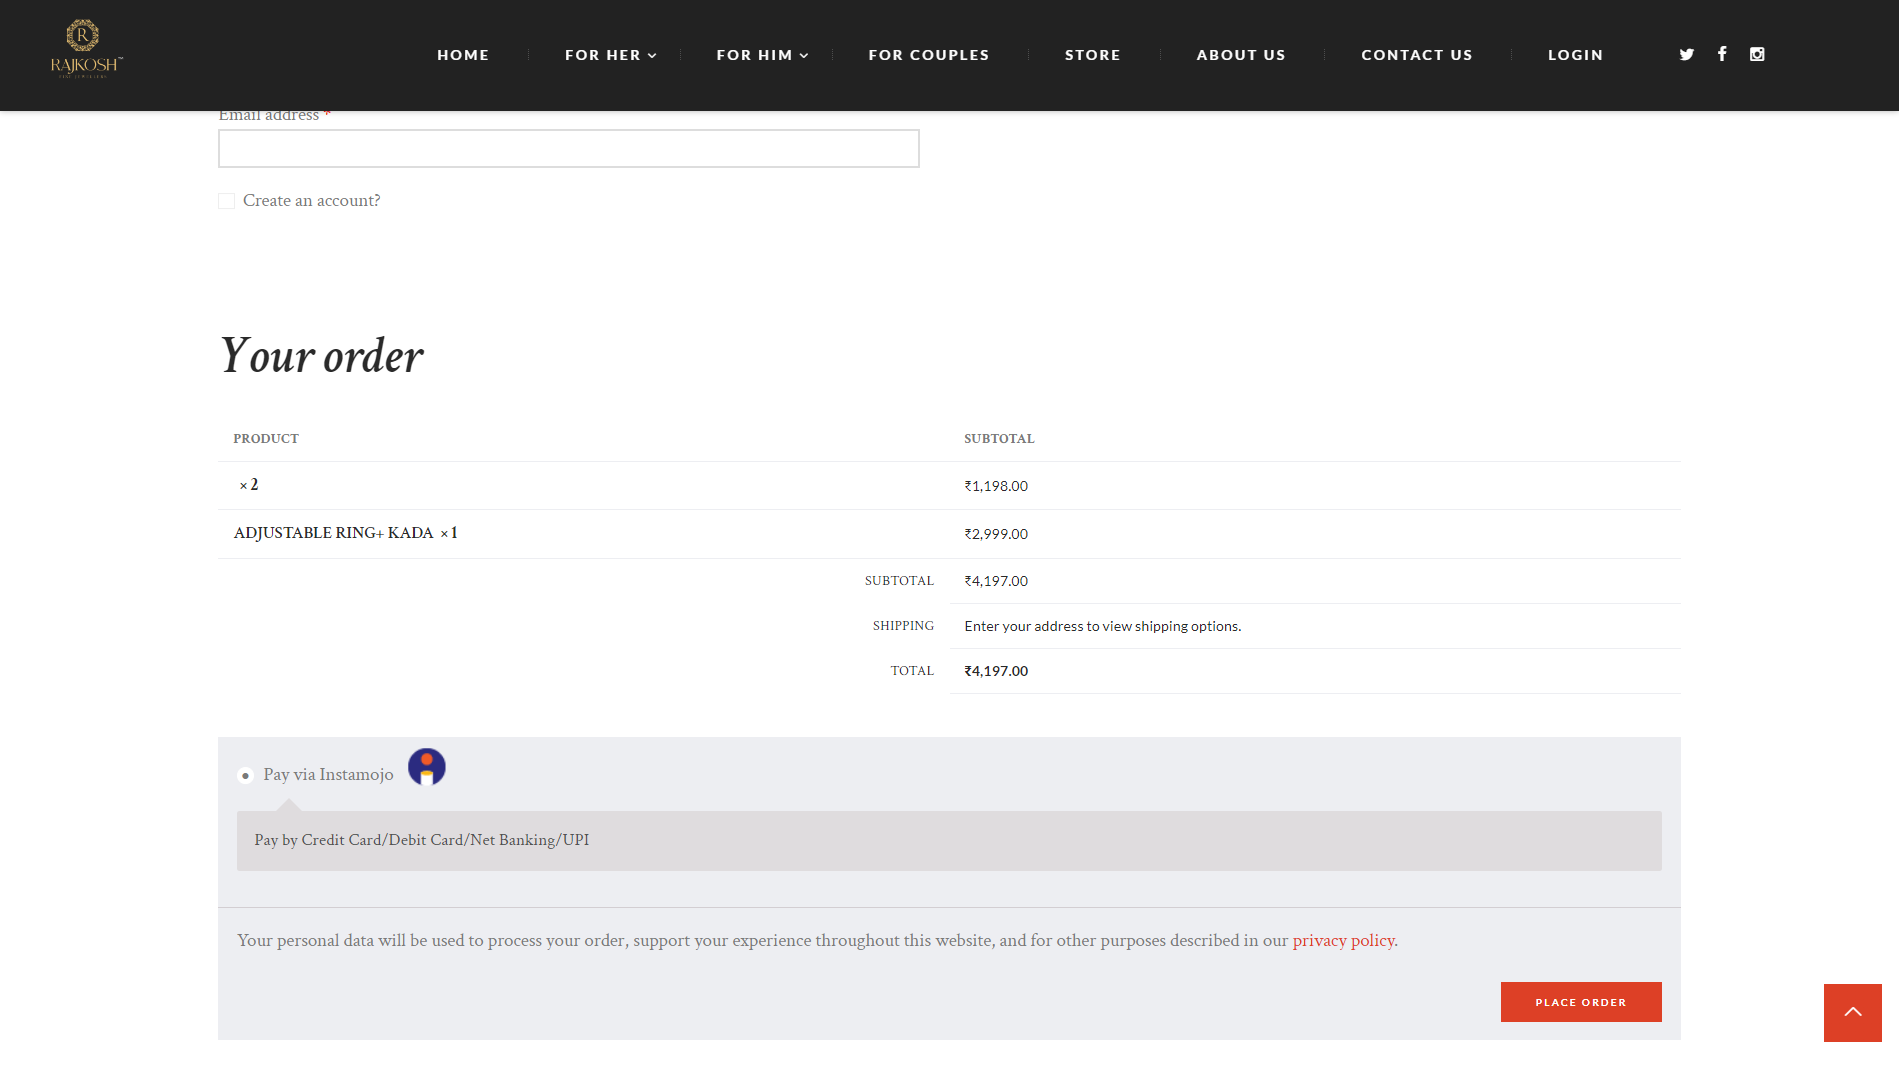 R
RAJKOSH™
FINE JEWELLERS
HOME
FOR HER
FOR HIM
FOR COUPLES
STORE
ABOUT US
CONTACT US
LOGIN
Email address *
Create an account?
Your order
PRODUCT SUBTOTAL
× 2 ₹1,198.00
ADJUSTABLE RING+ KADA × 1 ₹2,999.00
SUBTOTAL ₹4,197.00
SHIPPING Enter your address to view shipping options.
TOTAL ₹4,197.00
Pay via Instamojo
Pay by Credit Card/Debit Card/Net Banking/UPI
Your personal data will be used to process your order, support your experience throughout this website, and for other purposes described in our privacy policy.
PLACE ORDER